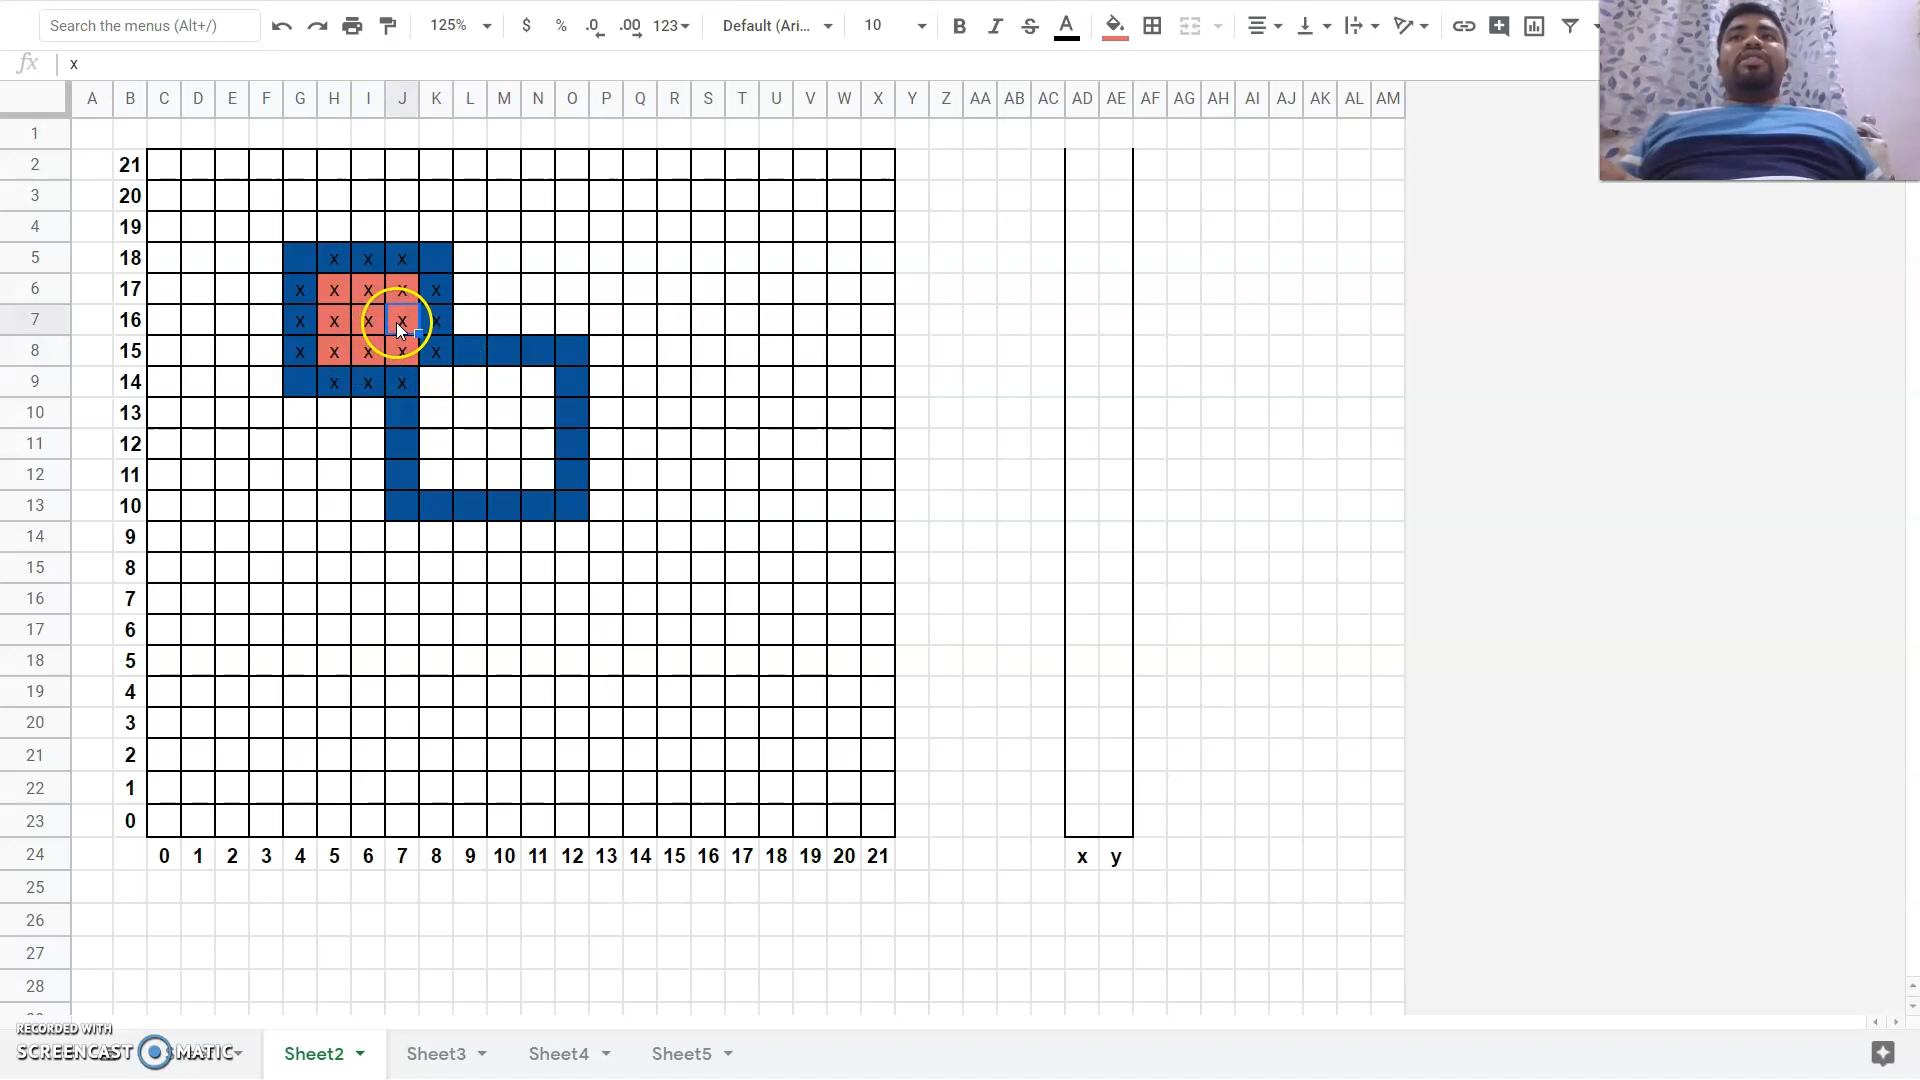 Search the menus (Alt+/) 125% $ % .0 .00 123 Default (Ari... 10 B I S A
fx x
A B C D E F G H I J K L M N O P Q R S T U V W X Y Z AA AB AC AD AE AF AG AH AI AJ AK AL AM
1
2 21
3 20
4 19
5 18 x x x
6 17 x x x x x
7 16 x x x x x
8 15 x x x x x
9 14 x x x
10 13
11 12
12 11
13 10
14 9
15 8
16 7
17 6
18 5
19 4
20 3
21 2
22 1
23 0
24 0 1 2 3 4 5 6 7 8 9 10 11 12 13 14 15 16 17 18 19 20 21 x y
25
26
27
28
RECORDED WITH
SCREENCAST MATIC
Sheet2 Sheet3 Sheet4 Sheet5